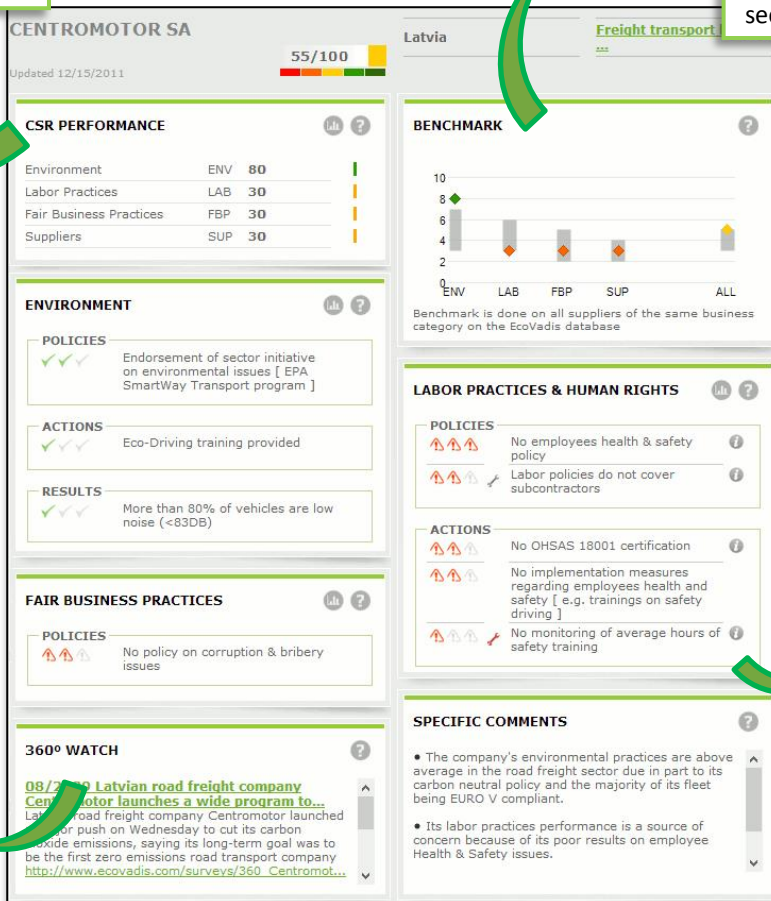 sec
CENTROMOTOR SA
55/100
Updated 12/15/2011
Latvia
Freight transport
...
CSR PERFORMANCE
Environment ENV 80
Labor Practices LAB 30
Fair Business Practices FBP 30
Suppliers SUP 30
BENCHMARK
10
8
6
4
2
0
ENV LAB FBP SUP ALL
Benchmark is done on all suppliers of the same business
category on the EcoVadis database
ENVIRONMENT
POLICIES
Endorsement of sector initiative
on environmental issues [ EPA
SmartWay Transport program ]
ACTIONS
Eco-Driving training provided
RESULTS
More than 80% of vehicles are low
noise (<83DB)
LABOR PRACTICES & HUMAN RIGHTS
POLICIES
No employees health & safety
policy
Labor policies do not cover
subcontractors
ACTIONS
No OHSAS 18001 certification
No implementation measures
regarding employees health and
safety [ e.g. trainings on safety
driving ]
No monitoring of average hours of
safety training
FAIR BUSINESS PRACTICES
POLICIES
No policy on corruption & bribery
issues
360º WATCH
Latvian road freight company
launches a wide program to...
road freight company Centromotor launched
push on Wednesday to cut its carbon
emissions, saying its long-term goal was to
be the first zero emissions road transport company
http://www.ecovadis.com/surveys/360_Centromot...
SPECIFIC COMMENTS
• The company's environmental practices are above
average in the road freight sector due in part to its
carbon neutral policy and the majority of its fleet
being EURO V compliant.
• Its labor practices performance is a source of
concern because of its poor results on employee
Health & Safety issues.